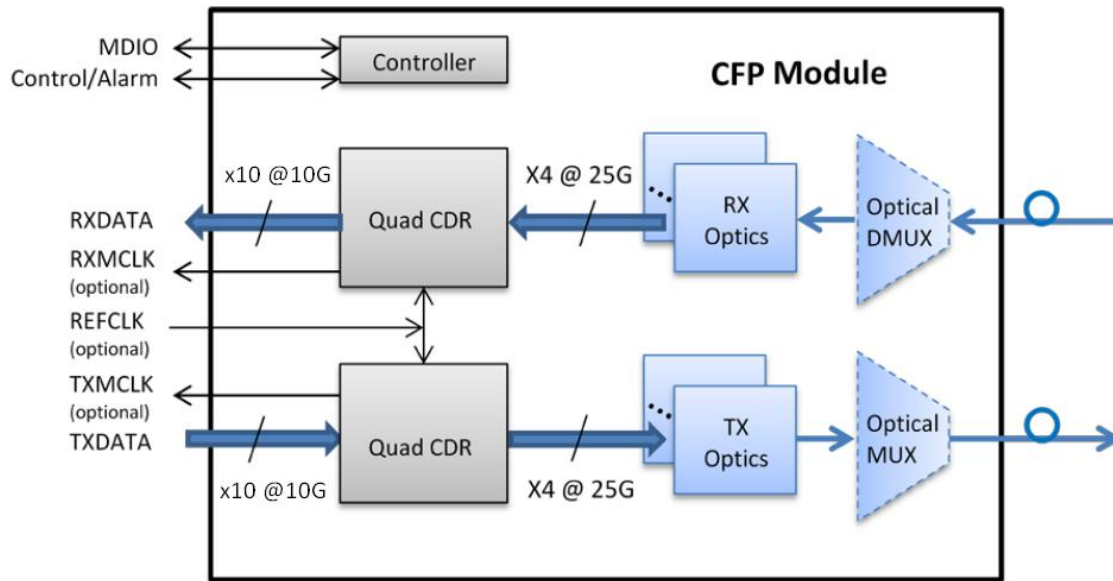 MDIO
Control/Alarm
Controller
CFP Module
x10 @10G
X4 @ 25G
RXDATA
Quad CDR
RX
Optics
Optical
DMUX
RXMCLK
(optional)
REFCLK
(optional)
TXMCLK
(optional)
TXDATA
Quad CDR
TX
Optics
Optical
MUX
x10 @10G
X4 @ 25G